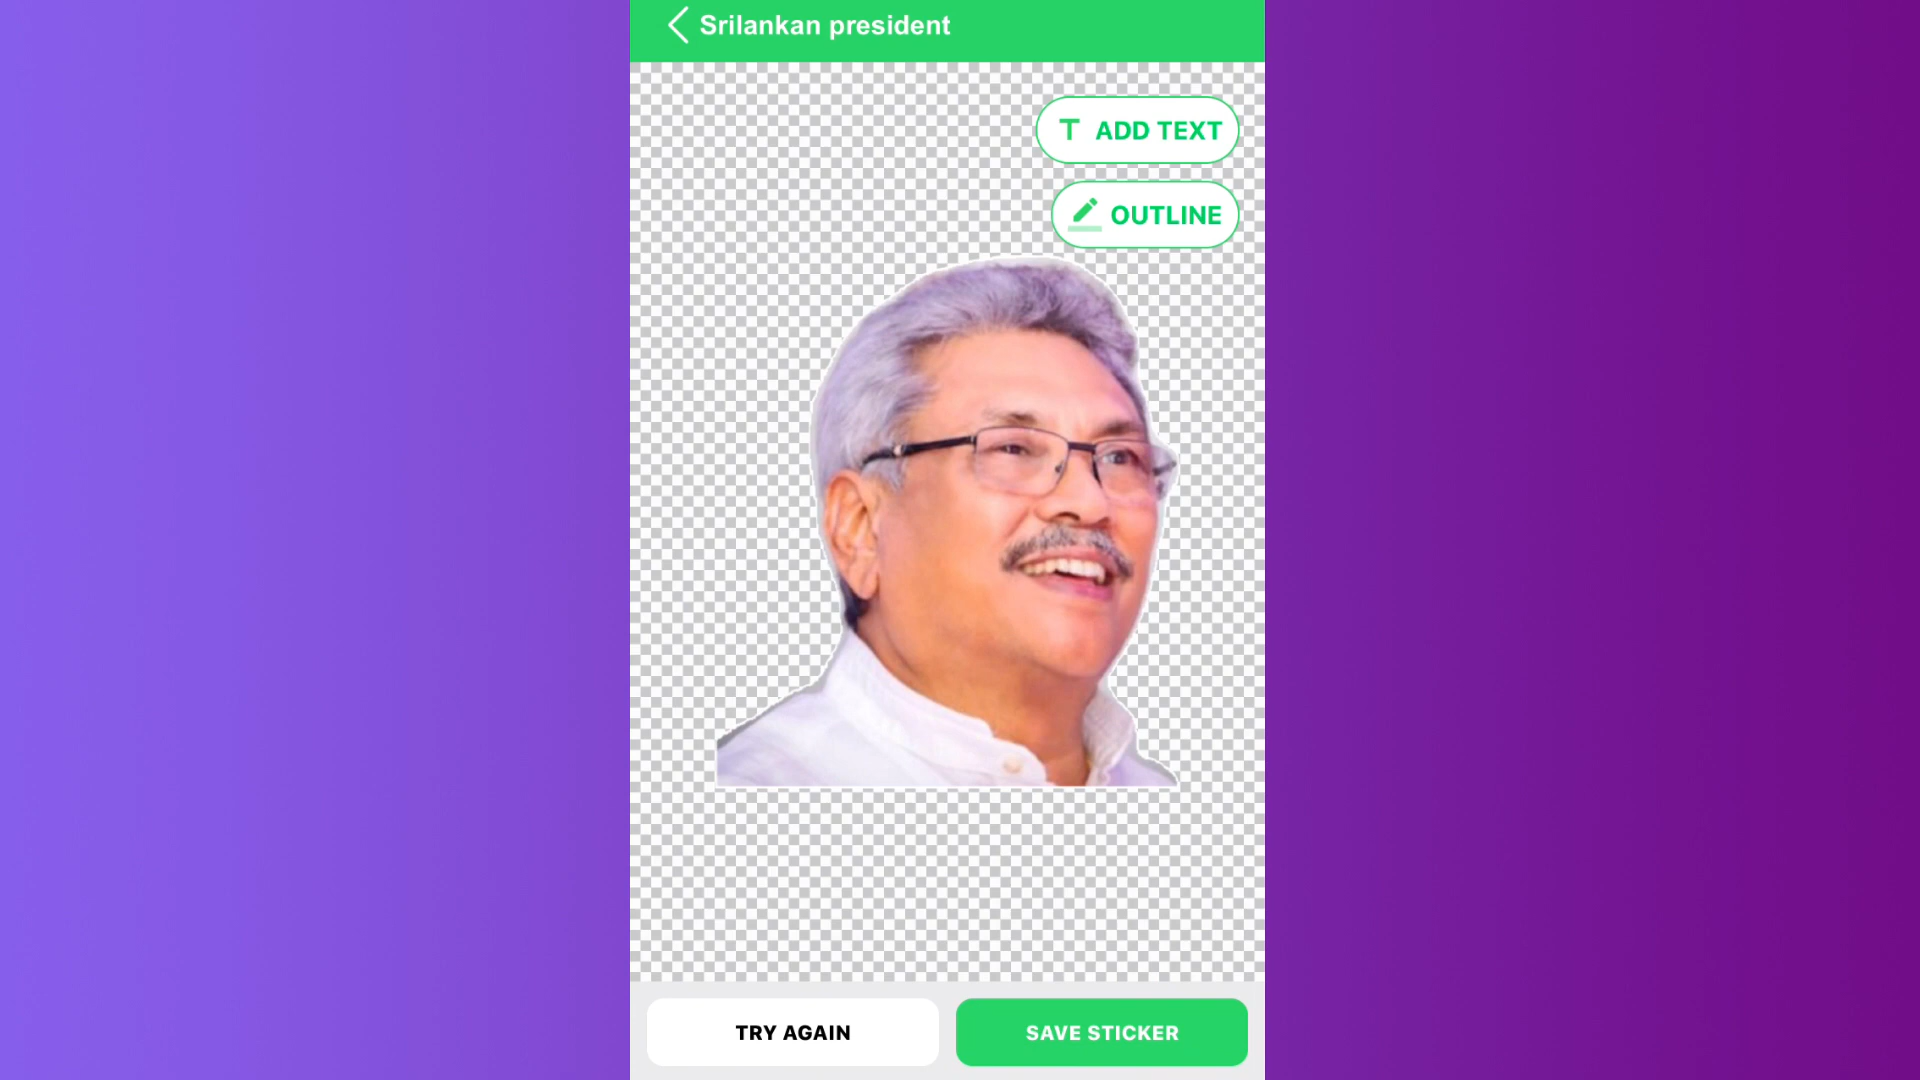 Srilankan president
ADD TEXT
OUTLINE
TRY AGAIN
SAVE STICKER